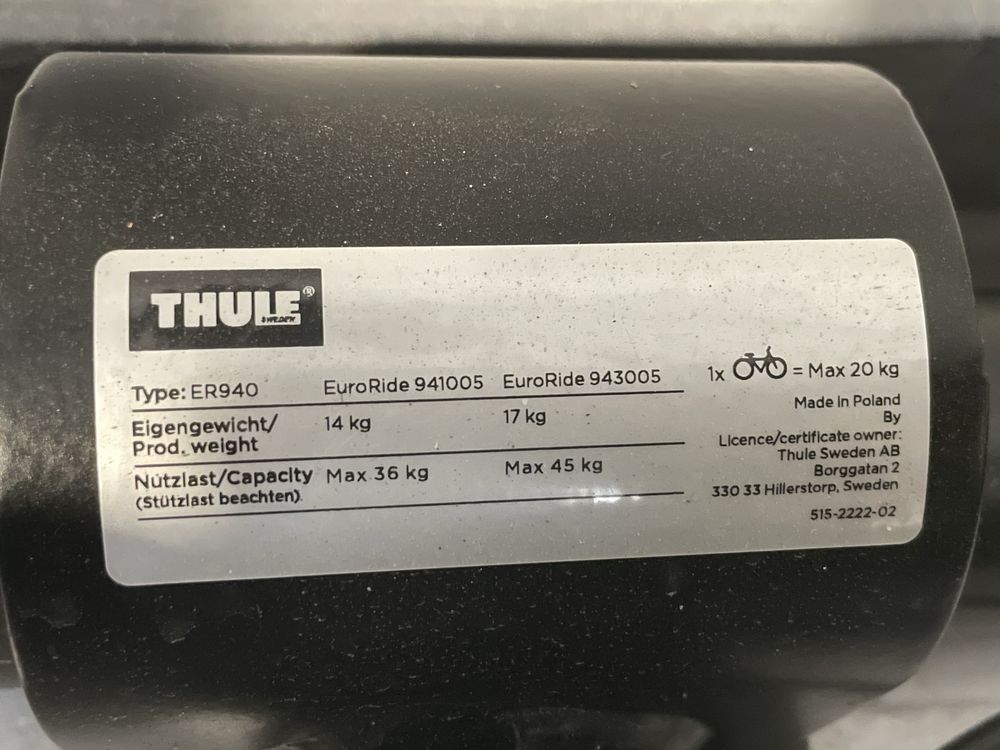 THULE®
SWEDEN
Type: ER940 EuroRide 941005 EuroRide 943005
Eigengewicht/
Prod. weight 14 kg 17 kg
Nutzlast/Capacity Max 36 kg Max 45 kg
(Stützlast beachten)
1x = Max 20 kg
Made in Poland
By
Licence/certificate owner:
Thule Sweden AB
Borggatan 2
330 33 Hillerstorp, Sweden
515-2222-02